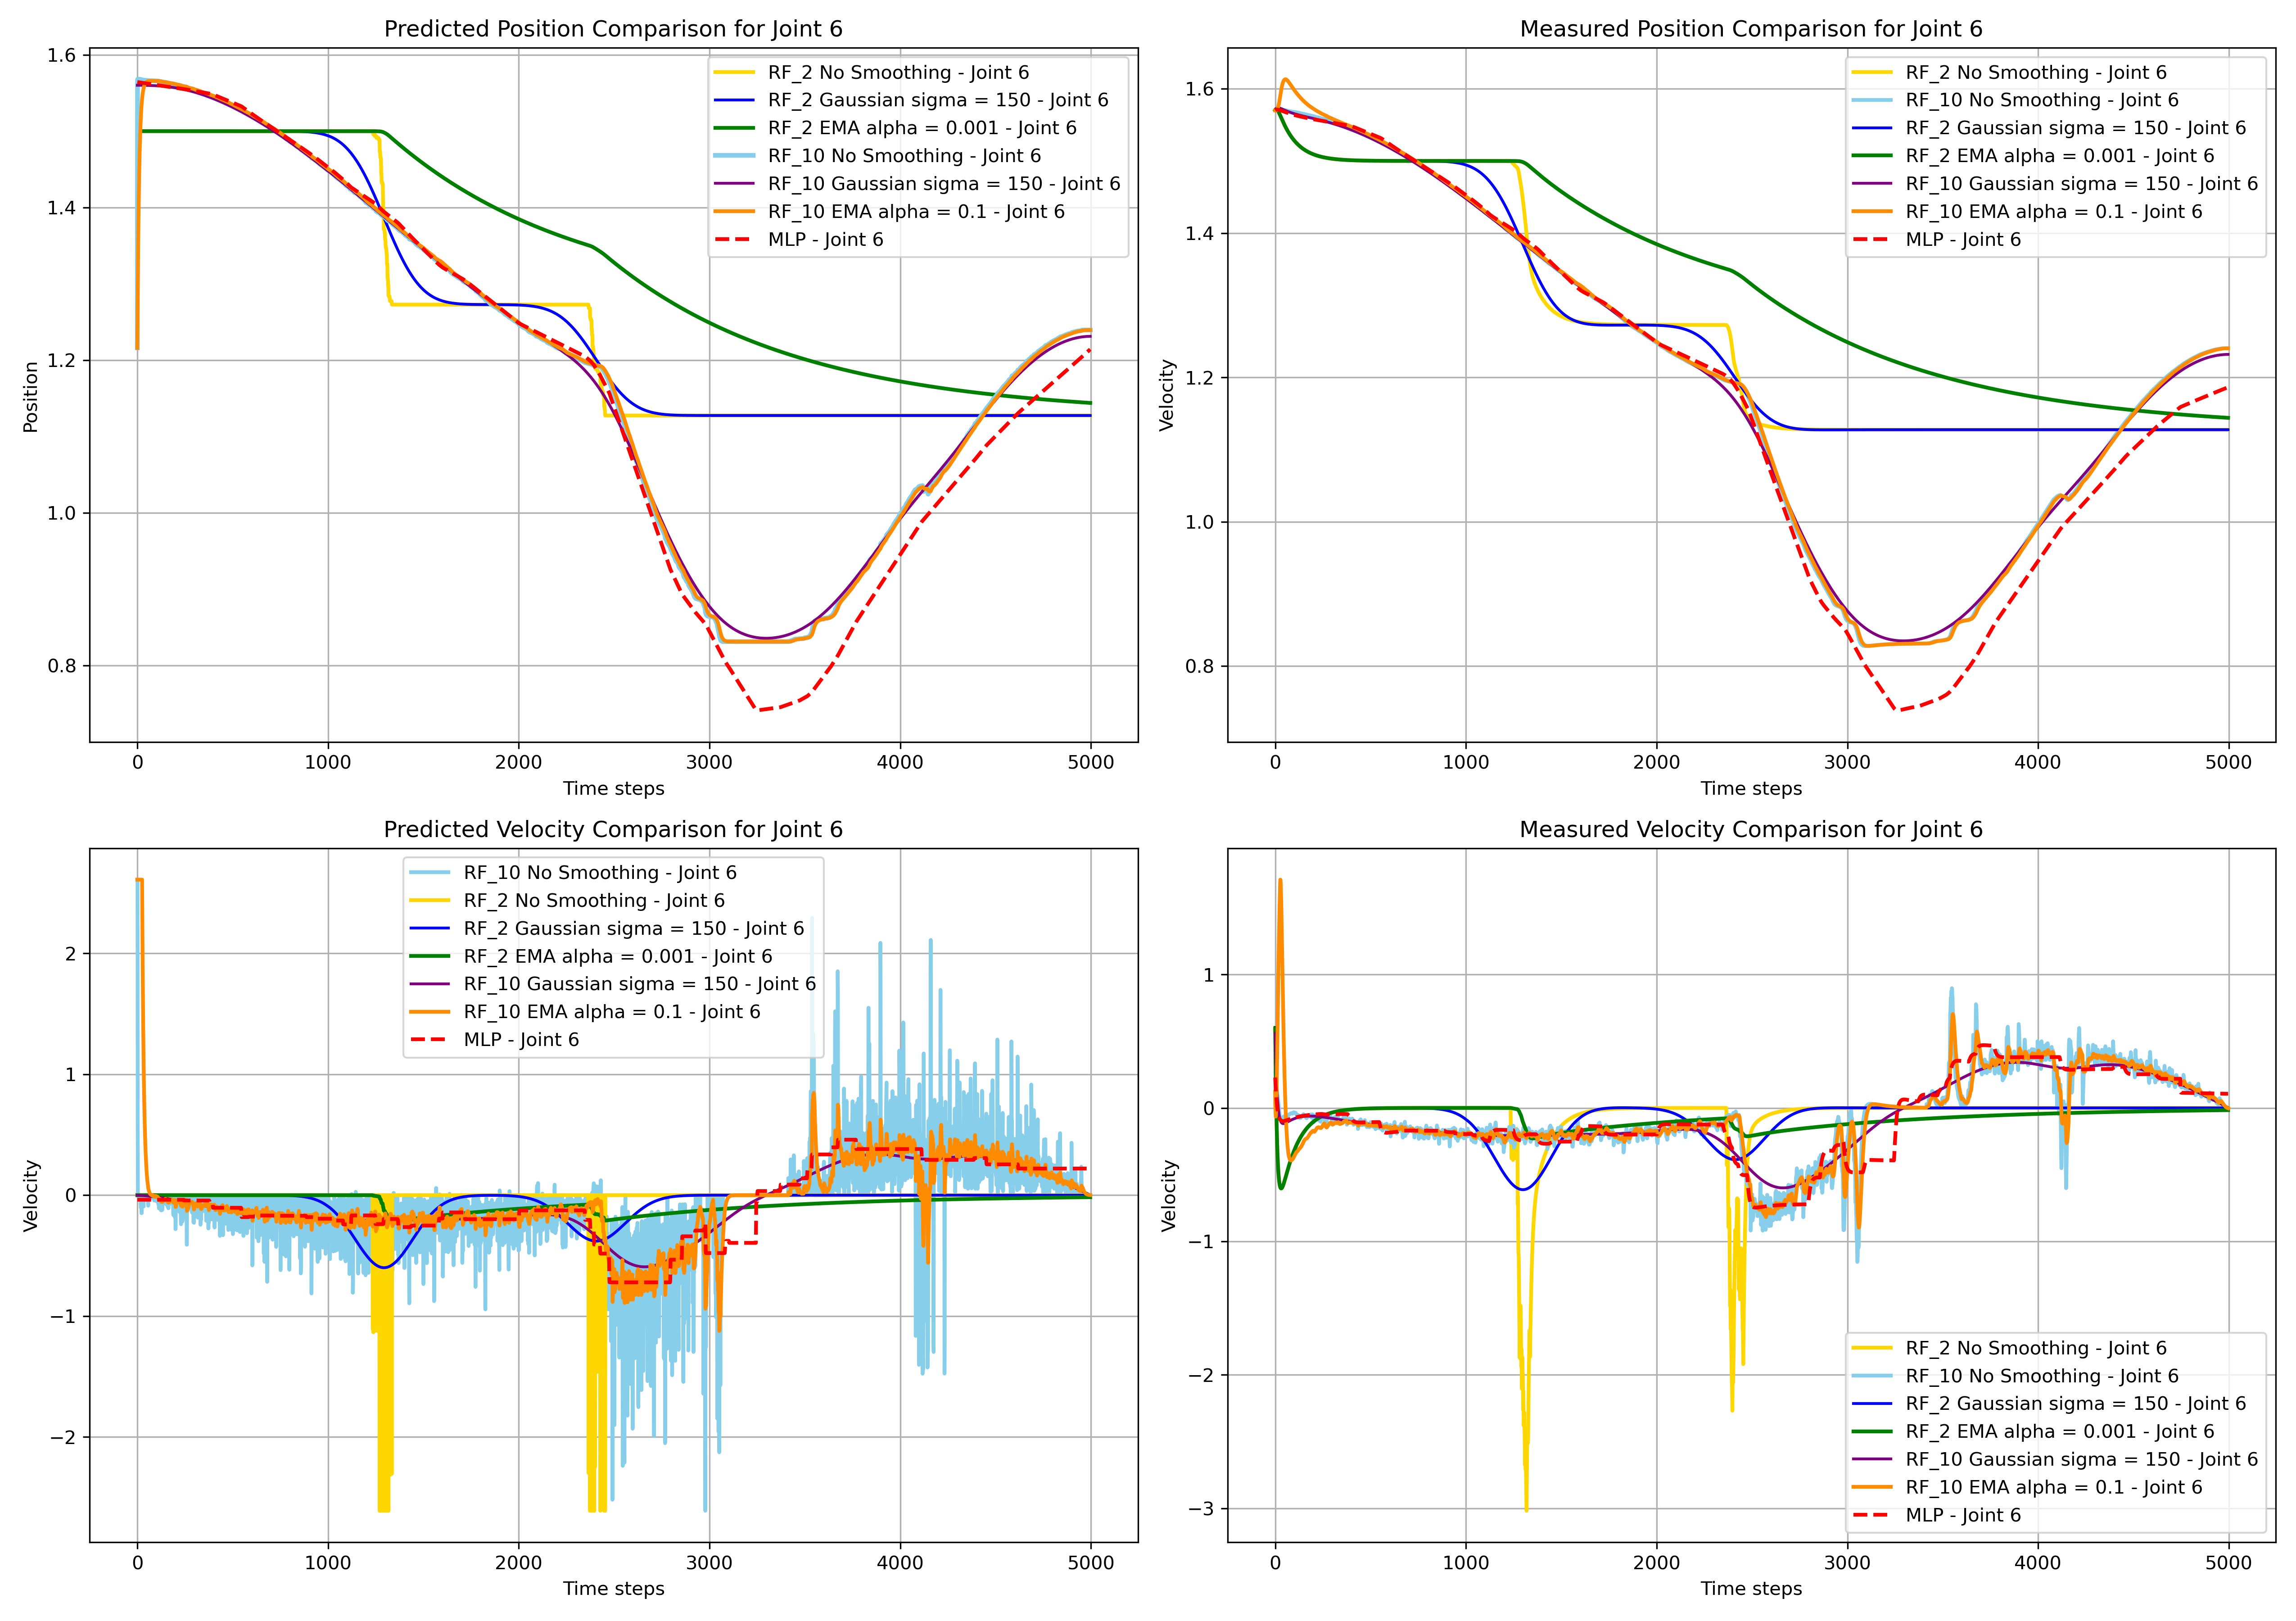 Predicted Position Comparison for Joint 6
1.6
1.4
1.2
1.0
0.8
Position
RF_2 No Smoothing - Joint 6
RF_2 Gaussian sigma = 150 - Joint 6
RF_2 EMA alpha = 0.001 - Joint 6
RF_10 No Smoothing - Joint 6
RF_10 Gaussian sigma = 150 - Joint 6
RF_10 EMA alpha = 0.1 - Joint 6
MLP - Joint 6
0 1000 2000 3000 4000 5000
Time steps
Measured Position Comparison for Joint 6
1.6
1.4
1.2
1.0
0.8
Velocity
RF_2 No Smoothing - Joint 6
RF_10 No Smoothing - Joint 6
RF_2 Gaussian sigma = 150 - Joint 6
RF_2 EMA alpha = 0.001 - Joint 6
RF_10 Gaussian sigma = 150 - Joint 6
RF_10 EMA alpha = 0.1 - Joint 6
MLP - Joint 6
0 1000 2000 3000 4000 5000
Time steps
Predicted Velocity Comparison for Joint 6
2
1
0
−1
−2
Velocity
RF_10 No Smoothing - Joint 6
RF_2 No Smoothing - Joint 6
RF_2 Gaussian sigma = 150 - Joint 6
RF_2 EMA alpha = 0.001 - Joint 6
RF_10 Gaussian sigma = 150 - Joint 6
RF_10 EMA alpha = 0.1 - Joint 6
MLP - Joint 6
0 1000 2000 3000 4000 5000
Time steps
Measured Velocity Comparison for Joint 6
1
0
−1
−2
−3
Velocity
RF_2 No Smoothing - Joint 6
RF_10 No Smoothing - Joint 6
RF_2 Gaussian sigma = 150 - Joint 6
RF_2 EMA alpha = 0.001 - Joint 6
RF_10 Gaussian sigma = 150 - Joint 6
RF_10 EMA alpha = 0.1 - Joint 6
MLP - Joint 6
0 1000 2000 3000 4000 5000
Time steps